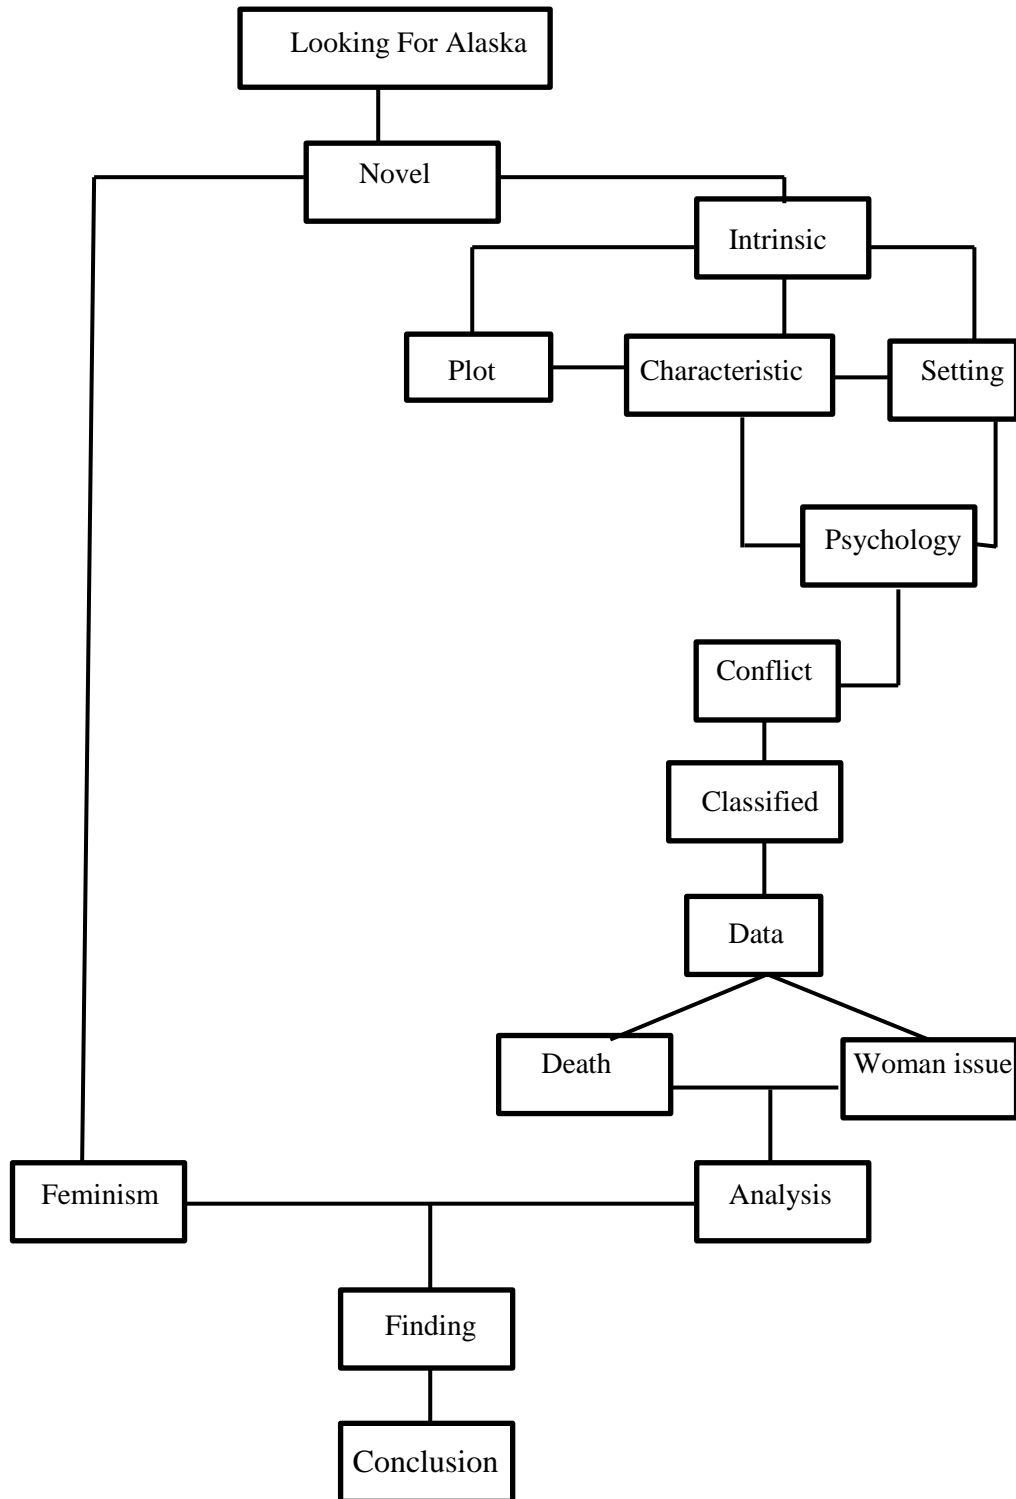 Looking For Alaska
Novel
Intrinsic
Plot
Characteristic
Setting
Psychology
Conflict
Classified
Data
Death
Woman issue
Feminism
Analysis
Finding
Conclusion